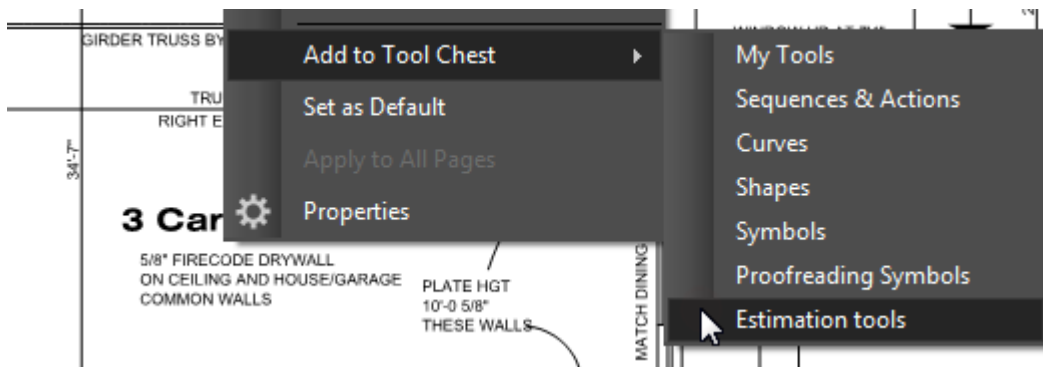 GIRDER TRUSS BY
TRU
RIGHT E
34'-7"
3 Car
5/8" FIRECODE DRYWALL
ON CEILING AND HOUSE/GARAGE
COMMON WALLS
PLATE HGT
10'-0 5/8"
THESE WALLS
MATCH DINING
Add to Tool Chest
Set as Default
Apply to All Pages
Properties
My Tools
Sequences & Actions
Curves
Shapes
Symbols
Proofreading Symbols
Estimation tools